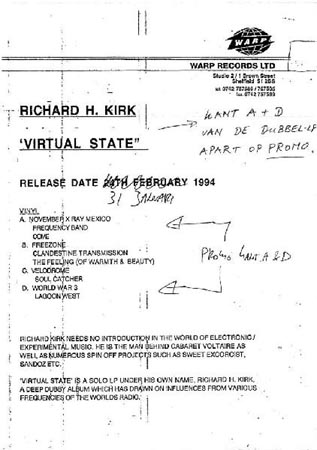 WARP
WARP RECORDS LTD
Studio 2 / 1 Brown Street
Sheffield S1 2BS
tel 0742 757586 / 767535
fax 0742 757589
RICHARD H. KIRK
'VIRTUAL STATE"
KANT A + D
VAN DE DUBBEL-LP
APART OP PROMO.
RELEASE DATE 28TH FEBRUARY 1994
31 JANUARI
VINYL
A. NOVEMBER X RAY MEXICO
FREQUENCY BAND
COME
B. FREEZONE
CLANDESTINE TRANSMISSION
THE FEELING (OF WARMTH & BEAUTY)
C. VELODROME
SOUL CATCHER
D. WORLD WAR 3
LAGOON WEST
PROMO KANT A & D
RICHARD KIRK NEEDS NO INTRODUCTION IN THE WORLD OF ELECTRONIC /
EXPERIMENTAL MUSIC. HE IS THE MAN BEHIND CABARET VOLTAIRE AS
WELL AS NUMEROUS SPIN OFF PROJECTS SUCH AS SWEET EXORCIST,
SANDOZ ETC.
'VIRTUAL STATE' IS A SOLO LP UNDER HIS OWN NAME, RICHARD H. KIRK,
A DEEP DUBBY ALBUM WHICH HAS DRAWN ON INFLUENCES FROM VARIOUS
FREQUENCIES OF THE WORLDS RADIO.